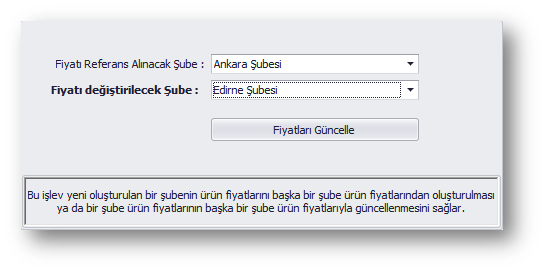 Fiyatı Referans Alınacak Şube : Ankara Şubesi
Fiyatı değiştirilecek Şube : Edirne Şubesi
Fiyatları Güncelle
Bu işlev yeni oluşturulan bir şubenin ürün fiyatlarını başka bir şube ürün fiyatlarından oluşturulması
ya da bir şube ürün fiyatlarının başka bir şube ürün fiyatlarıyla güncellenmesini sağlar.